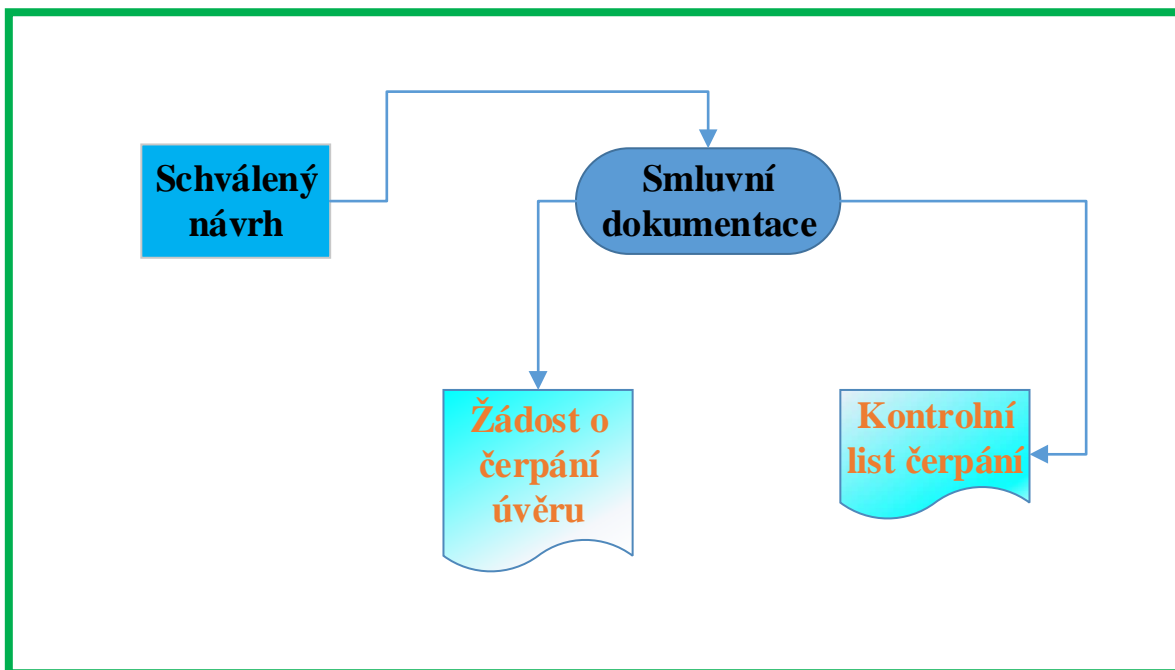 Schválený
návrh
Smluvní
dokumentace
Žádost o
čerpání
úvěru
Kontrolní
list čerpání